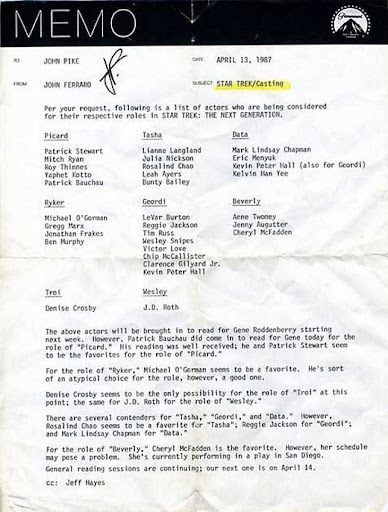 MEMO
Paramount
TO JOHN PIKE DATE APRIL 13, 1987
FROM JOHN FERRARO SUBJECT STAR TREK/Casting
Per your request, following is a list of actors who are being considered
for their respective roles in STAR TREK: THE NEXT GENERATION.
Picard Tasha Data
Patrick Stewart Lianne Langland Mark Lindsay Chapman
Mitch Ryan Julia Nickson Eric Menyuk
Roy Thinnes Rosalind Chao Kevin Peter Hall (also for Geordi)
Yaphet Kotto Leah Ayers Kelvin Han Yee
Patrick Bauchau Bunty Bailey
Ryker Geordi Beverly
Michael O'Gorman LeVar Burton Anne Twomey
Gregg Marx Reggie Jackson Jenny Augutter
Jonathan Frakes Tim Russ Cheryl McFadden
Ben Murphy Wesley Snipes
Victor Love
Chip McCallister
Clarence Gilyard Jr.
Kevin Peter Hall
Troi Wesley
Denise Crosby J.D. Roth
The above actors will be brought in to read for Gene Roddenberry starting
next week. However, Patrick Bauchau did come in to read for Gene today for the
role of "Picard." His reading was well received; he and Patrick Stewart seem
to be the favorites for the role of "Picard."
For the role of "Ryker," Michael O'Gorman seems to be a favorite. He's sort
of an atypical choice for the role, however, a good one.
Denise Crosby seems to be the only possibility for the role of "Troi" at this
point; the same for J.D. Roth for the role of "Wesley."
There are several contenders for "Tasha," "Geordi," and "Data." However,
Rosalind Chao seems to be a favorite for "Tasha"; Reggie Jackson for "Geordi";
and Mark Lindsay Chapman for "Data."
For the role of "Beverly," Cheryl McFadden is the favorite. However, her schedule
may pose a problem. She's currently performing in a play in San Diego.
General reading sessions are continuing; our next one is on April 14.
cc: Jeff Hayes